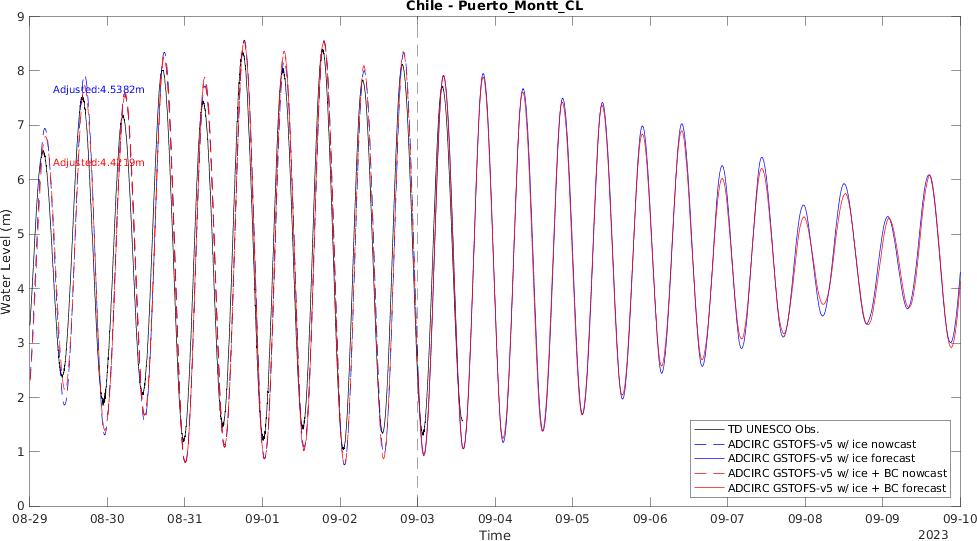 Chile - Puerto_Montt_CL
9
8
7
6
5
4
3
2
1
0
Water Level (m)
Adjusted:4.5382m
Adjusted:4.4219m
TD UNESCO Obs.
ADCIRC GSTOFS-v5 w/ ice nowcast
ADCIRC GSTOFS-v5 w/ ice forecast
ADCIRC GSTOFS-v5 w/ ice + BC nowcast
ADCIRC GSTOFS-v5 w/ ice + BC forecast
08-29 08-30 08-31 09-01 09-02 09-03 09-04 09-05 09-06 09-07 09-08 09-09 09-10
Time
2023